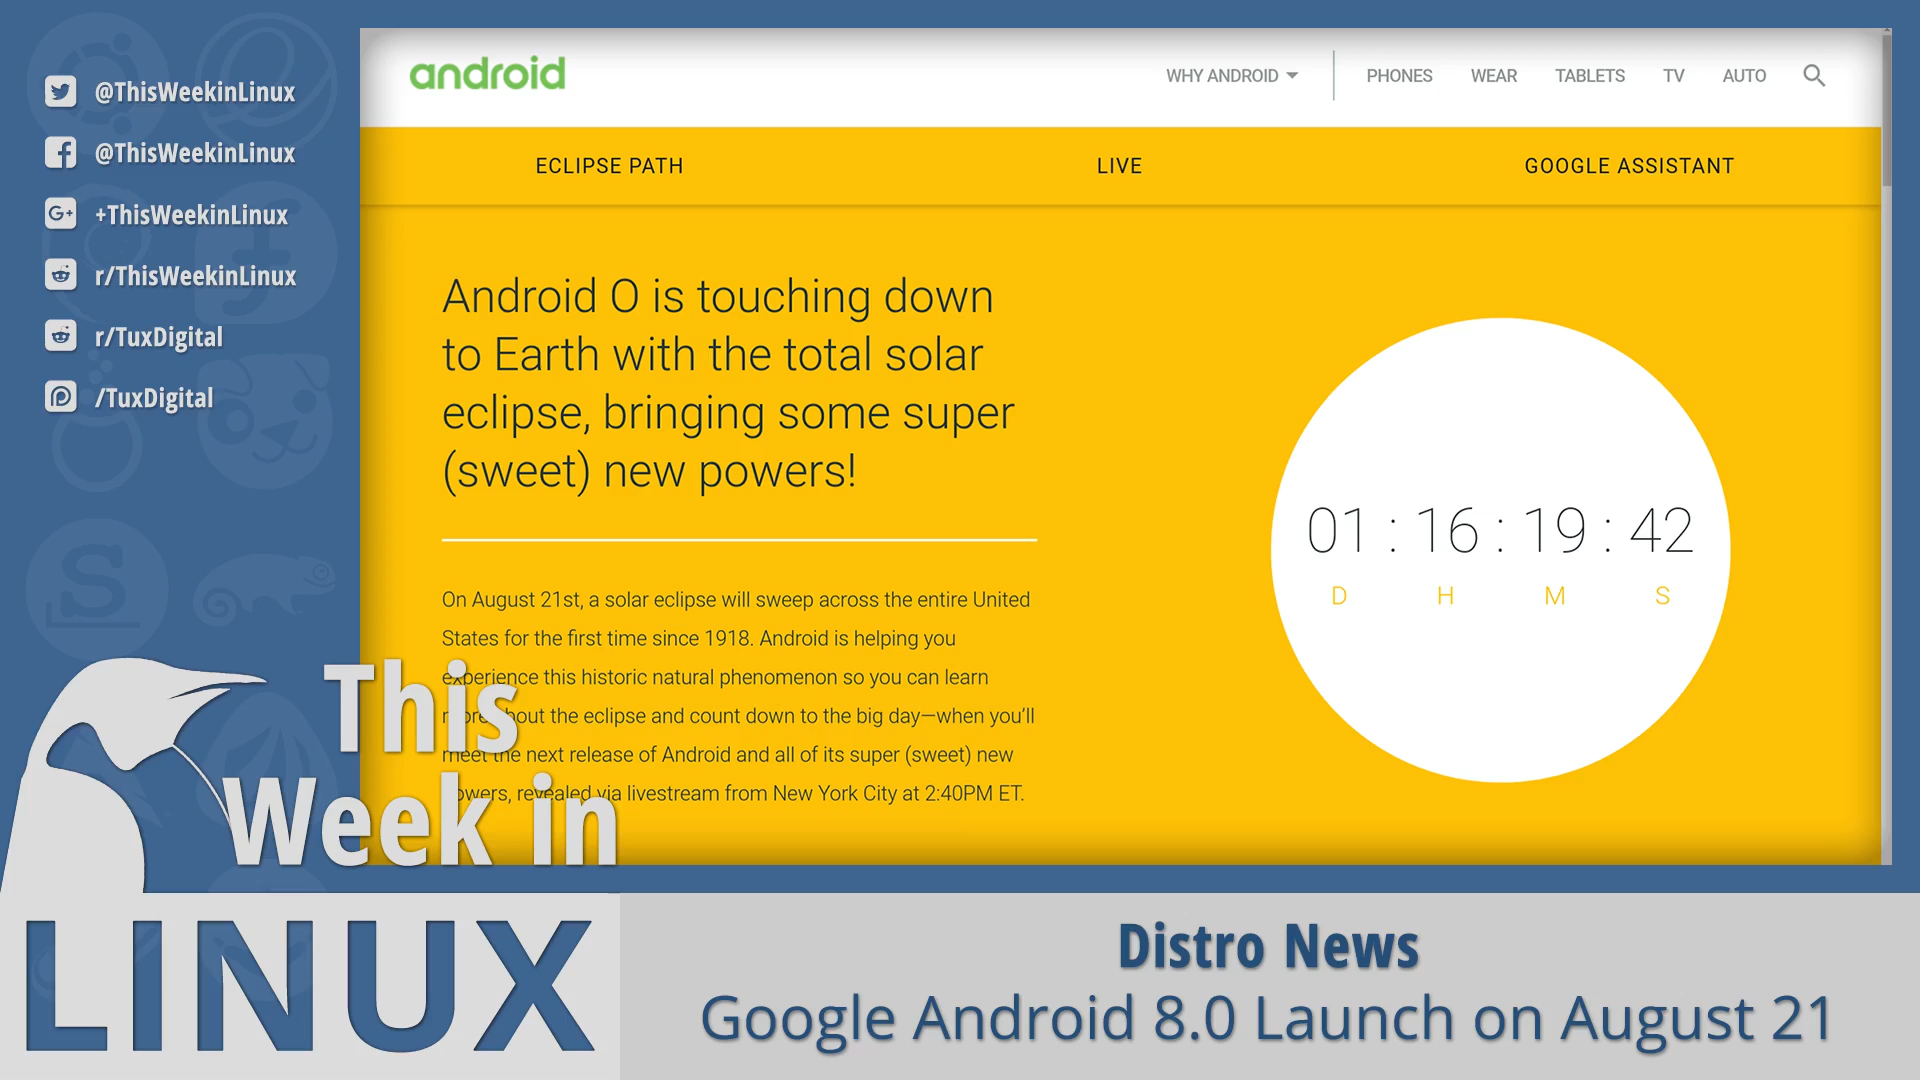 @ThisWeekinLinux
@ThisWeekinLinux
+ThisWeekinLinux
r/ThisWeekinLinux
r/TuxDigital
/TuxDigital
android
WHY ANDROID
PHONES
WEAR
TABLETS
TV
AUTO
ECLIPSE PATH
LIVE
GOOGLE ASSISTANT
Android O is touching down
to Earth with the total solar
eclipse, bringing some super
(sweet) new powers!
01 : 16 : 19 : 42
D H M S
On August 21st, a solar eclipse will sweep across the entire United
States for the first time since 1918. Android is helping you
experience this historic natural phenomenon so you can learn
more about the eclipse and count down to the big day—when you'll
meet the next release of Android and all of its super (sweet) new
powers, revealed via livestream from New York City at 2:40PM ET.
This
Week in
LINUX
Distro News
Google Android 8.0 Launch on August 21